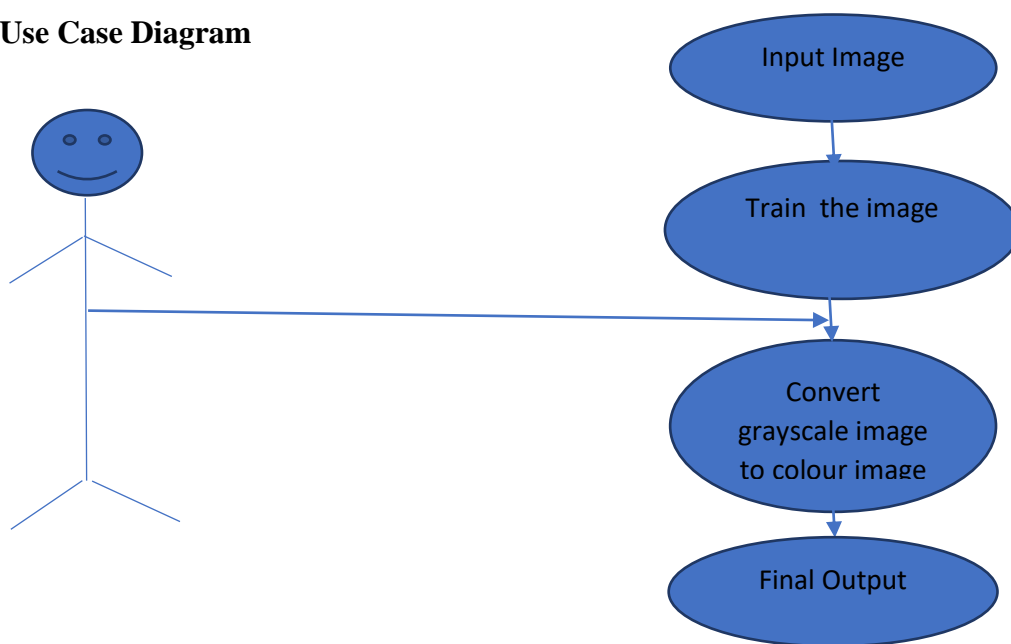 Use Case Diagram
Input Image
Train  the image
Convert
grayscale image
to colour image
Final Output